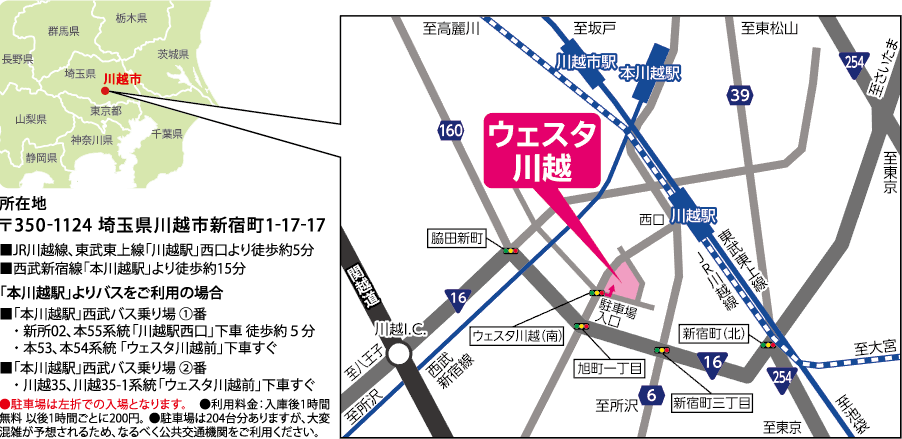 群馬県
栃木県
茨城県
長野県
埼玉県
川越市
東京都
山梨県
神奈川県
千葉県
静岡県
所在地
〒350-1124 埼玉県川越市新宿町1-17-17
■JR川越線、東武東上線「川越駅」西口より徒歩約5分
■西武新宿線「本川越駅」より徒歩約15分
「本川越駅」よりバスをご利用の場合
■「本川越駅」西武バス乗り場 ①番
・新所02、本55系統「川越駅西口」下車 徒歩約5分
・本53、本54系統「ウェスタ川越前」下車すぐ
■「本川越駅」西武バス乗り場 ②番
・川越35、川越35-1系統「ウェスタ川越前」下車すぐ
●駐車場は左折での入場となります。 ●利用料金：入庫後1時間
無料 以後1時間ごとに200円。●駐車場は204台分ありますが、大変
混雑が予想されるため、なるべく公共交通機関をご利用ください。
至高麗川
至坂戸
至東松山
川越市駅
本川越駅
254
至さいたま
39
160
ウェスタ
川越
至東京
西口
川越駅
脇田新町
東武東上線
JR川越線
関越道
16
駐車場
入口
ウェスタ川越(南)
新宿町(北)
川越I.C.
至八王子
西武
新宿線
旭町一丁目
16
至大宮
254
6
新宿町三丁目
至所沢
至所沢
至池袋
至東京